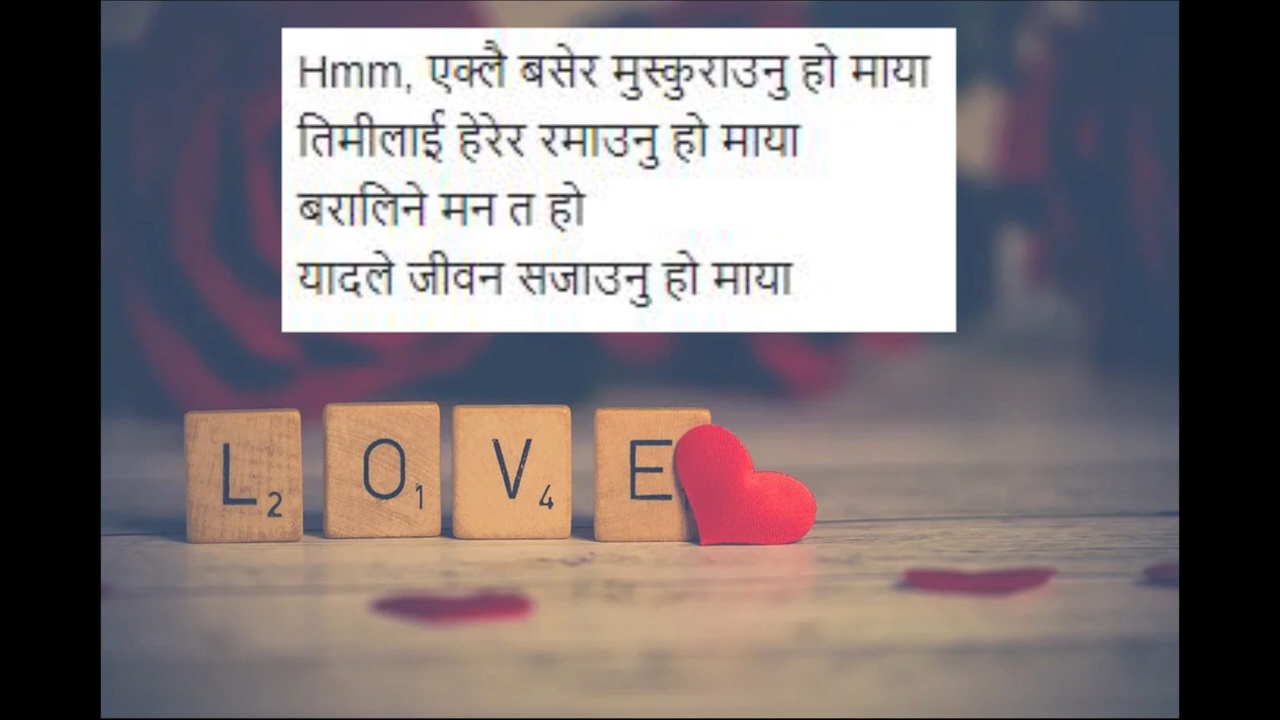 Hmm, एक्लै बसेर मुस्कुराउनु हो माया
तिमीलाई हेरेर रमाउनु हो माया
बरालिने मन त हो
यादले जीवन सजाउनु हो माया
L2 O1 V4 E